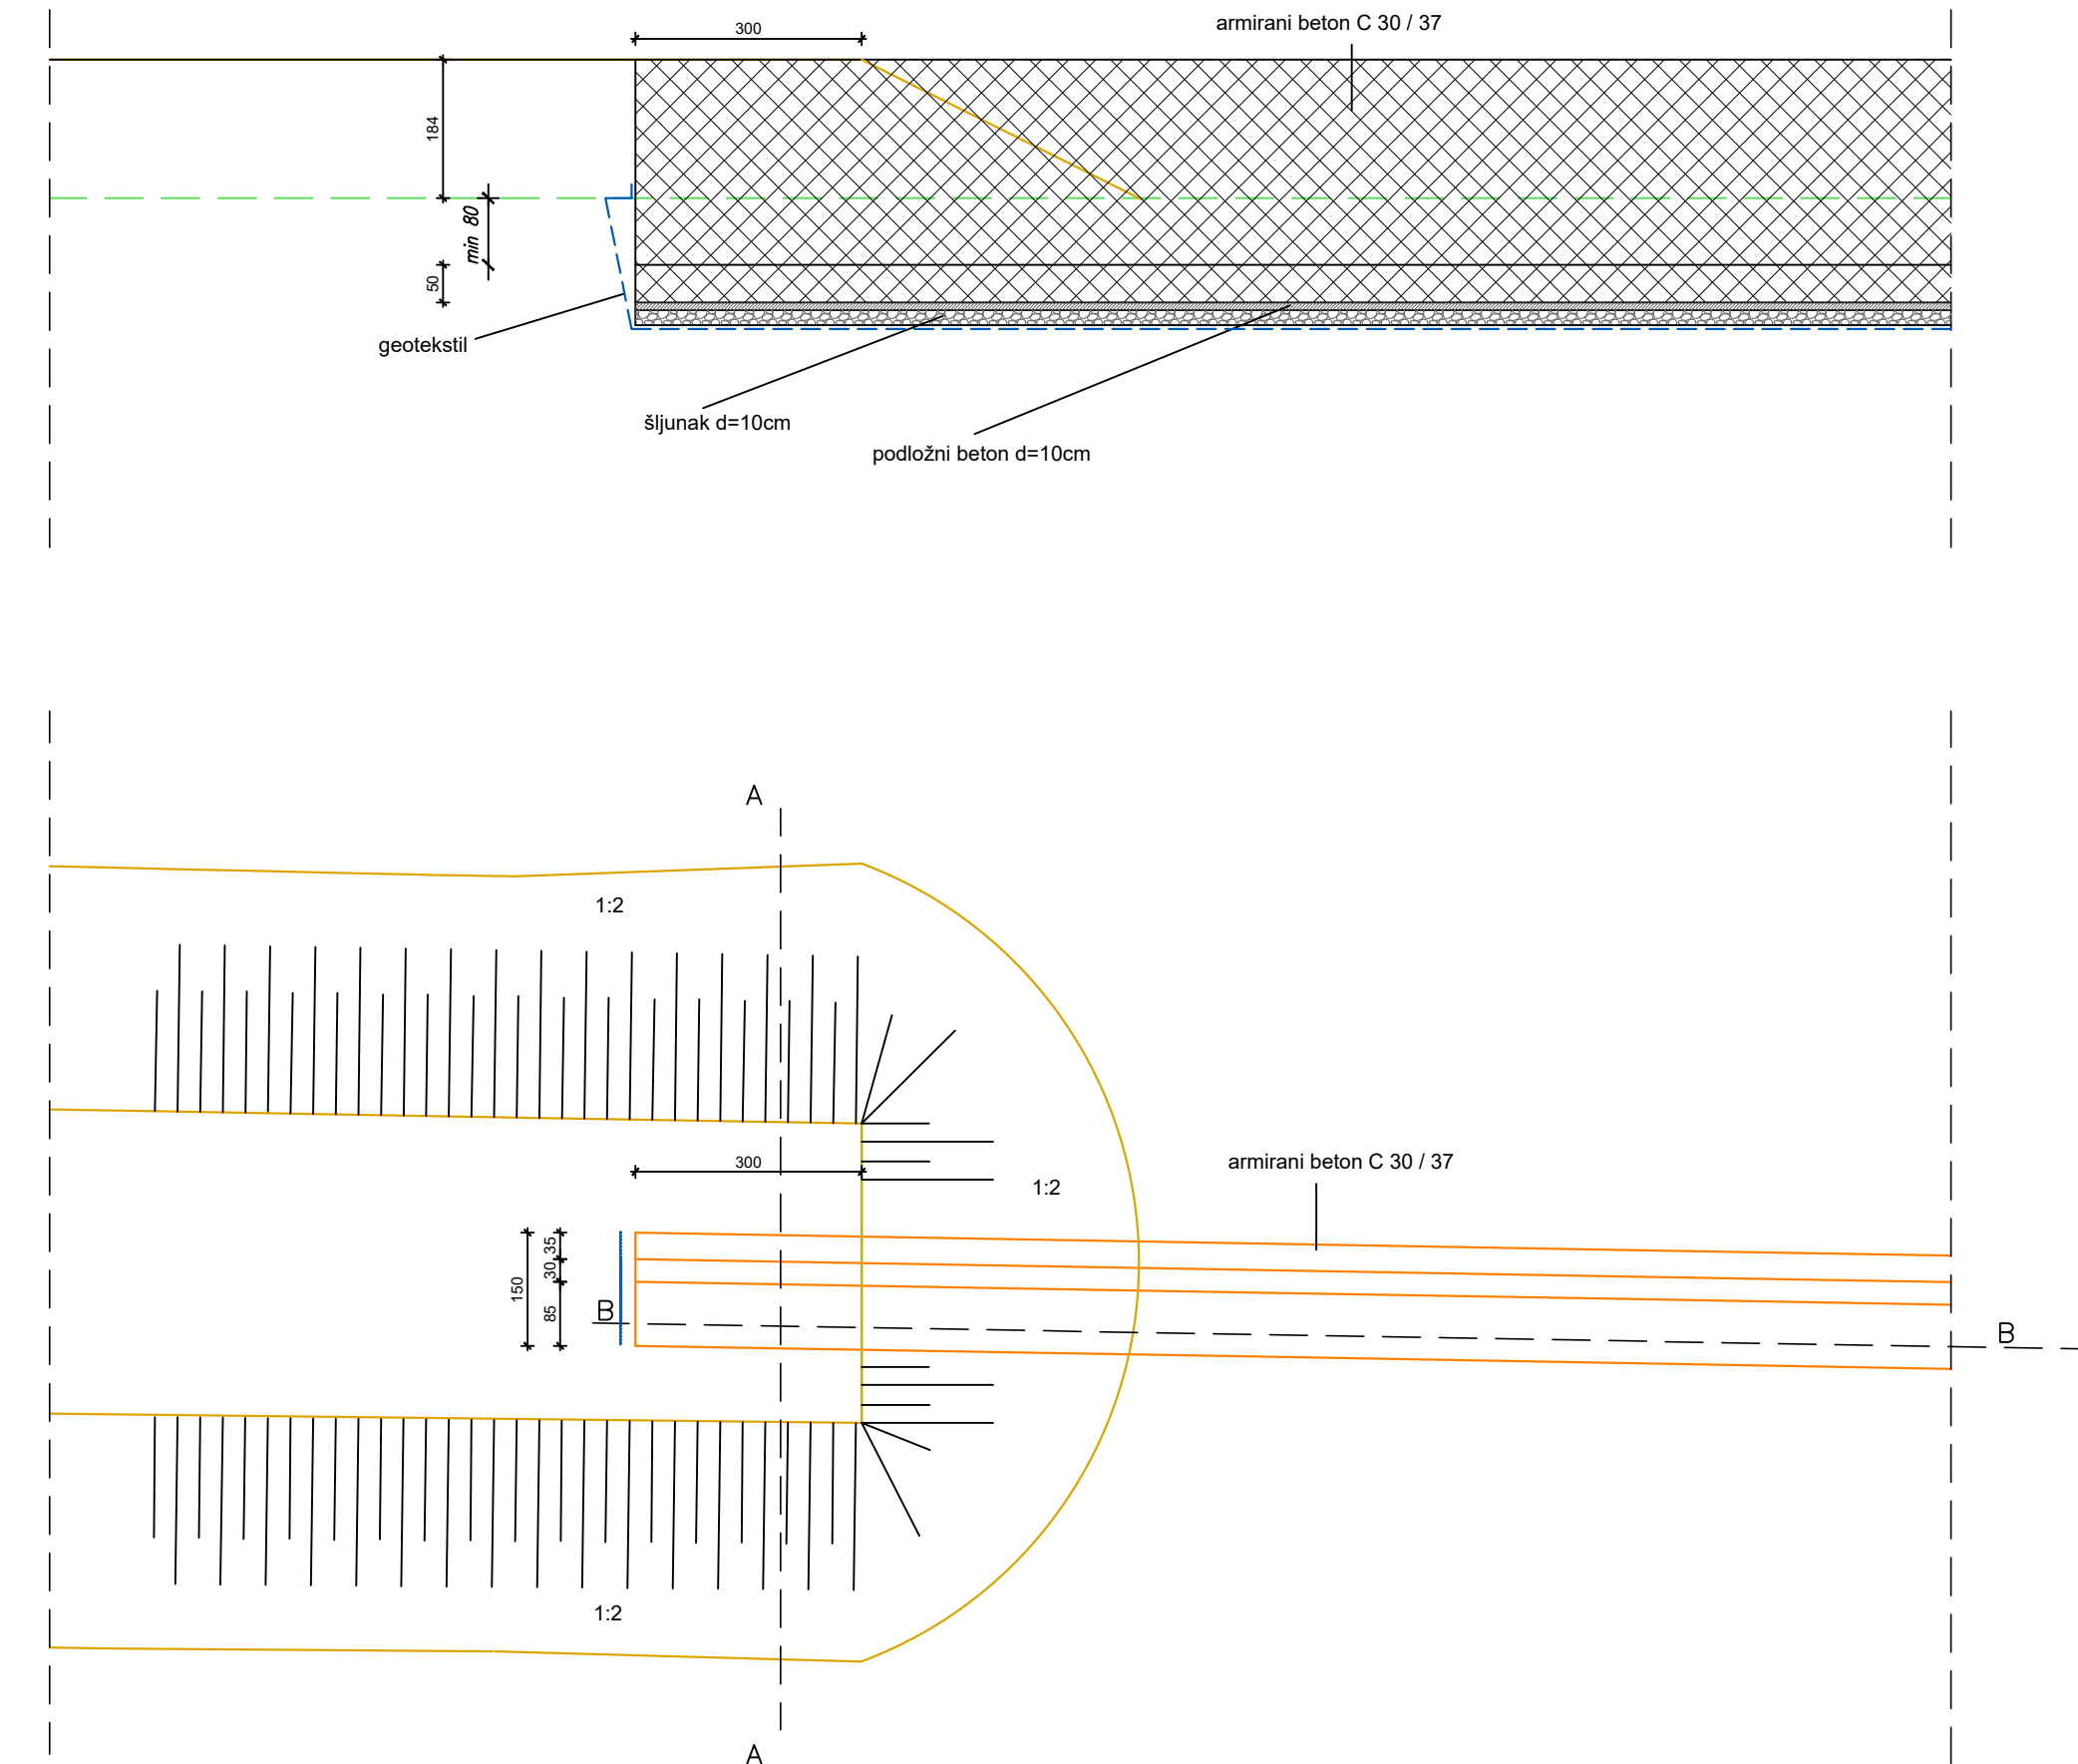 300
armirani beton C 30 / 37
184
min 80
50
geotekstil
šljunak d=10cm
podložni beton d=10cm
A
1:2
300
armirani beton C 30 / 37
1:2
150
35
30
85
B
B
1:2
A